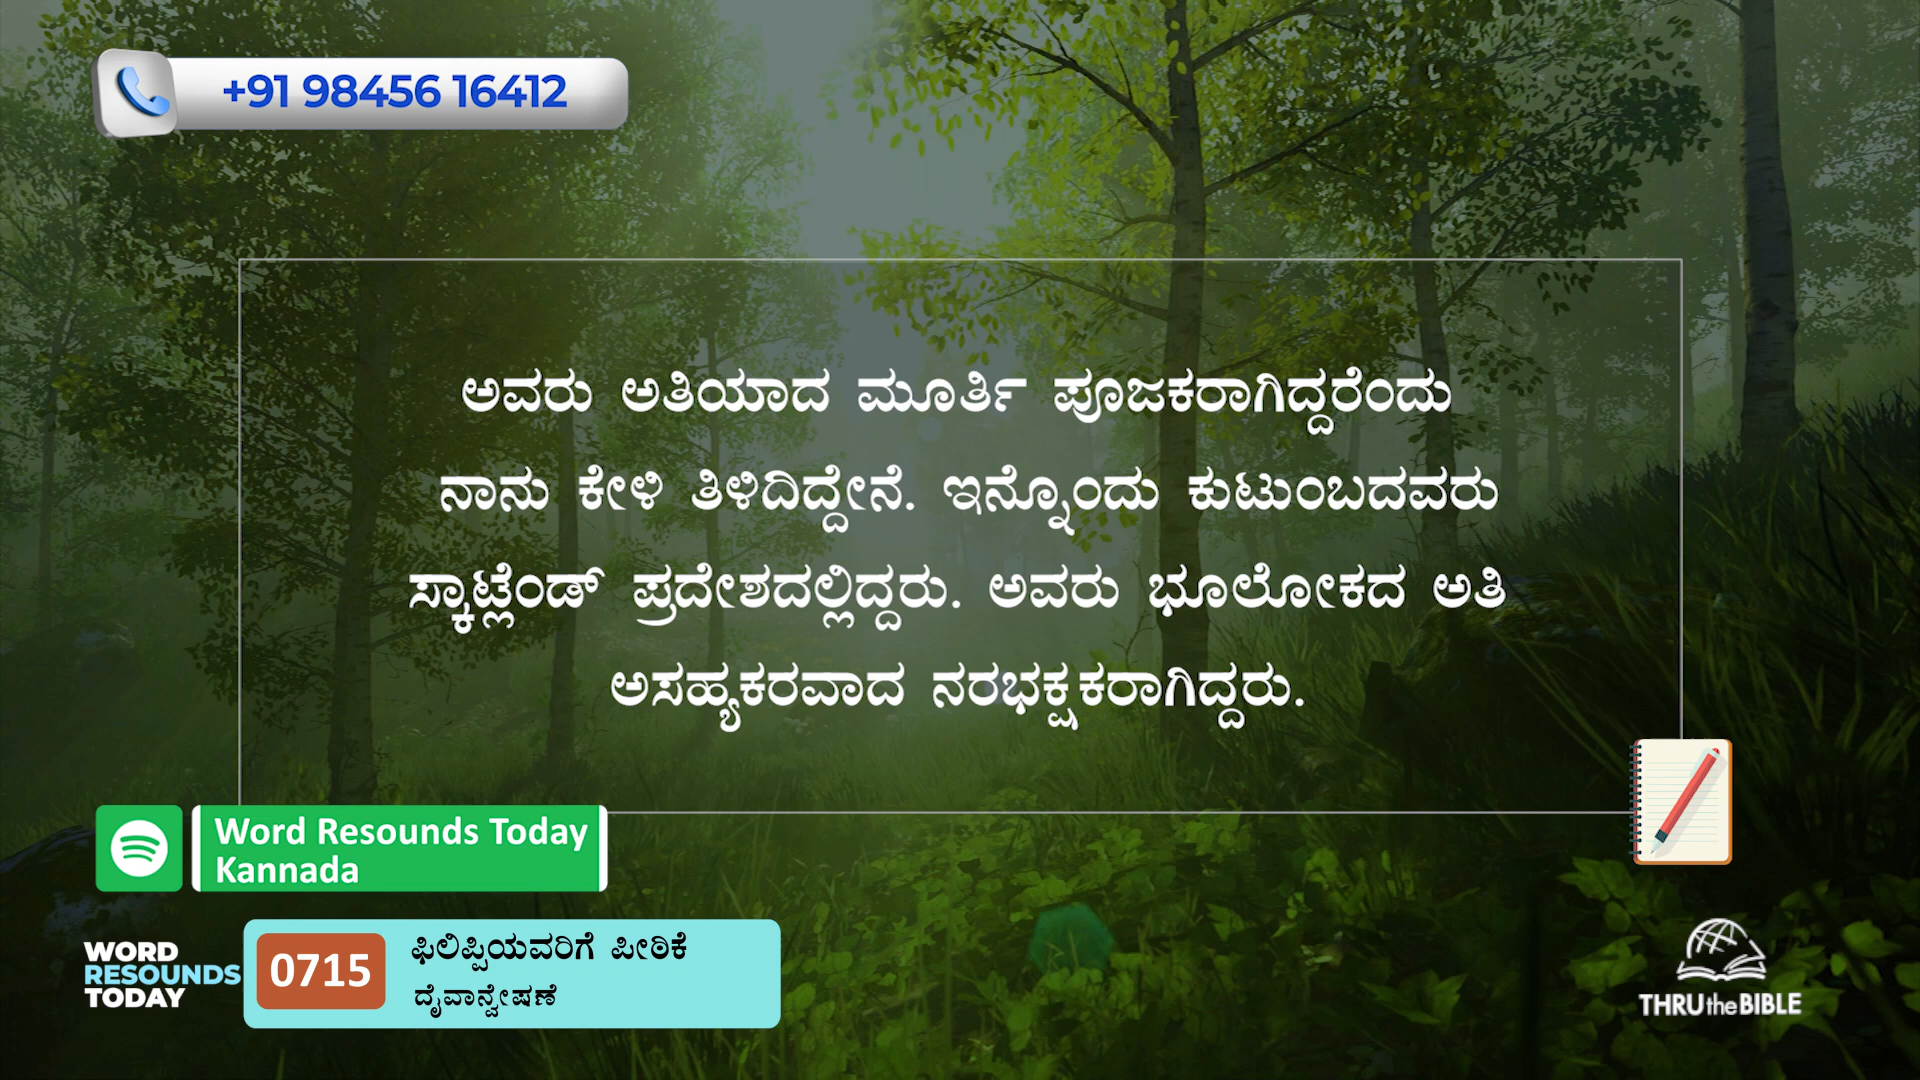 +91 98456 16412
ಅವರು ಅತಿಯಾದ ಮೂರ್ತಿ ಪೂಜಕರಾಗಿದ್ದರೆಂದು
ನಾನು ಕೇಳಿ ತಿಳಿದಿದ್ದೇನೆ. ಇನ್ನೊಂದು ಕುಟುಂಬದವರು
ಸ್ಕಾಟ್ಲೆಂಡ್ ಪ್ರದೇಶದಲ್ಲಿದ್ದರು. ಅವರು ಭೂಲೋಕದ ಅತಿ
ಅಸಹ್ಯಕರವಾದ ನರಭಕ್ಷಕರಾಗಿದ್ದರು.
Word Resounds Today
Kannada
WORD
RESOUNDS
TODAY
0715
ಫಿಲಿಪ್ಪಿಯವರಿಗೆ ಪೀಠಿಕೆ
ದೈವಾನ್ವೇಷಣೆ
THRU the BIBLE